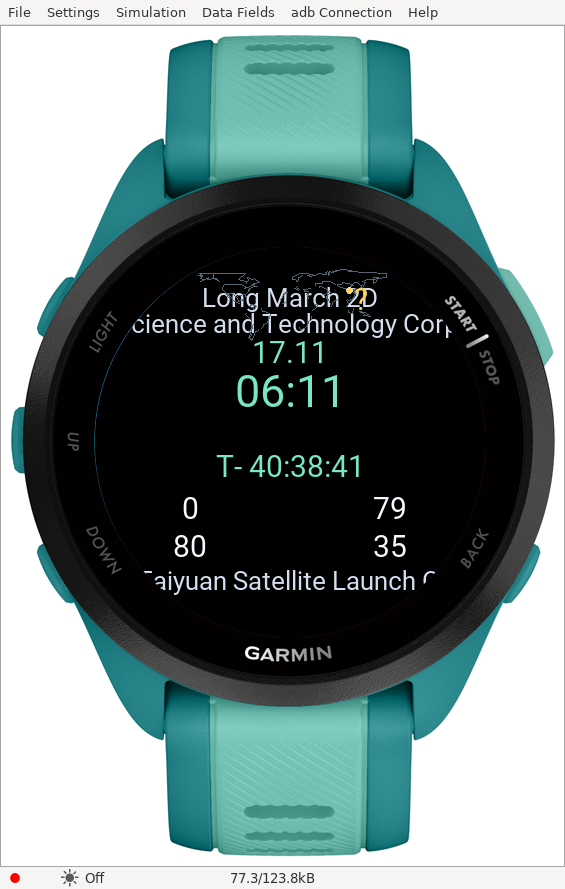 File Settings Simulation Data Fields adb Connection Help
Long March 2D
?
cience and Technology Corp
17.11
06:11
T- 40:38:41
0 79
80 35
Taiyuan Satellite Launch C
LIGHT
UP
DOWN
START
STOP
BACK
GARMIN
Off 77.3/123.8kB